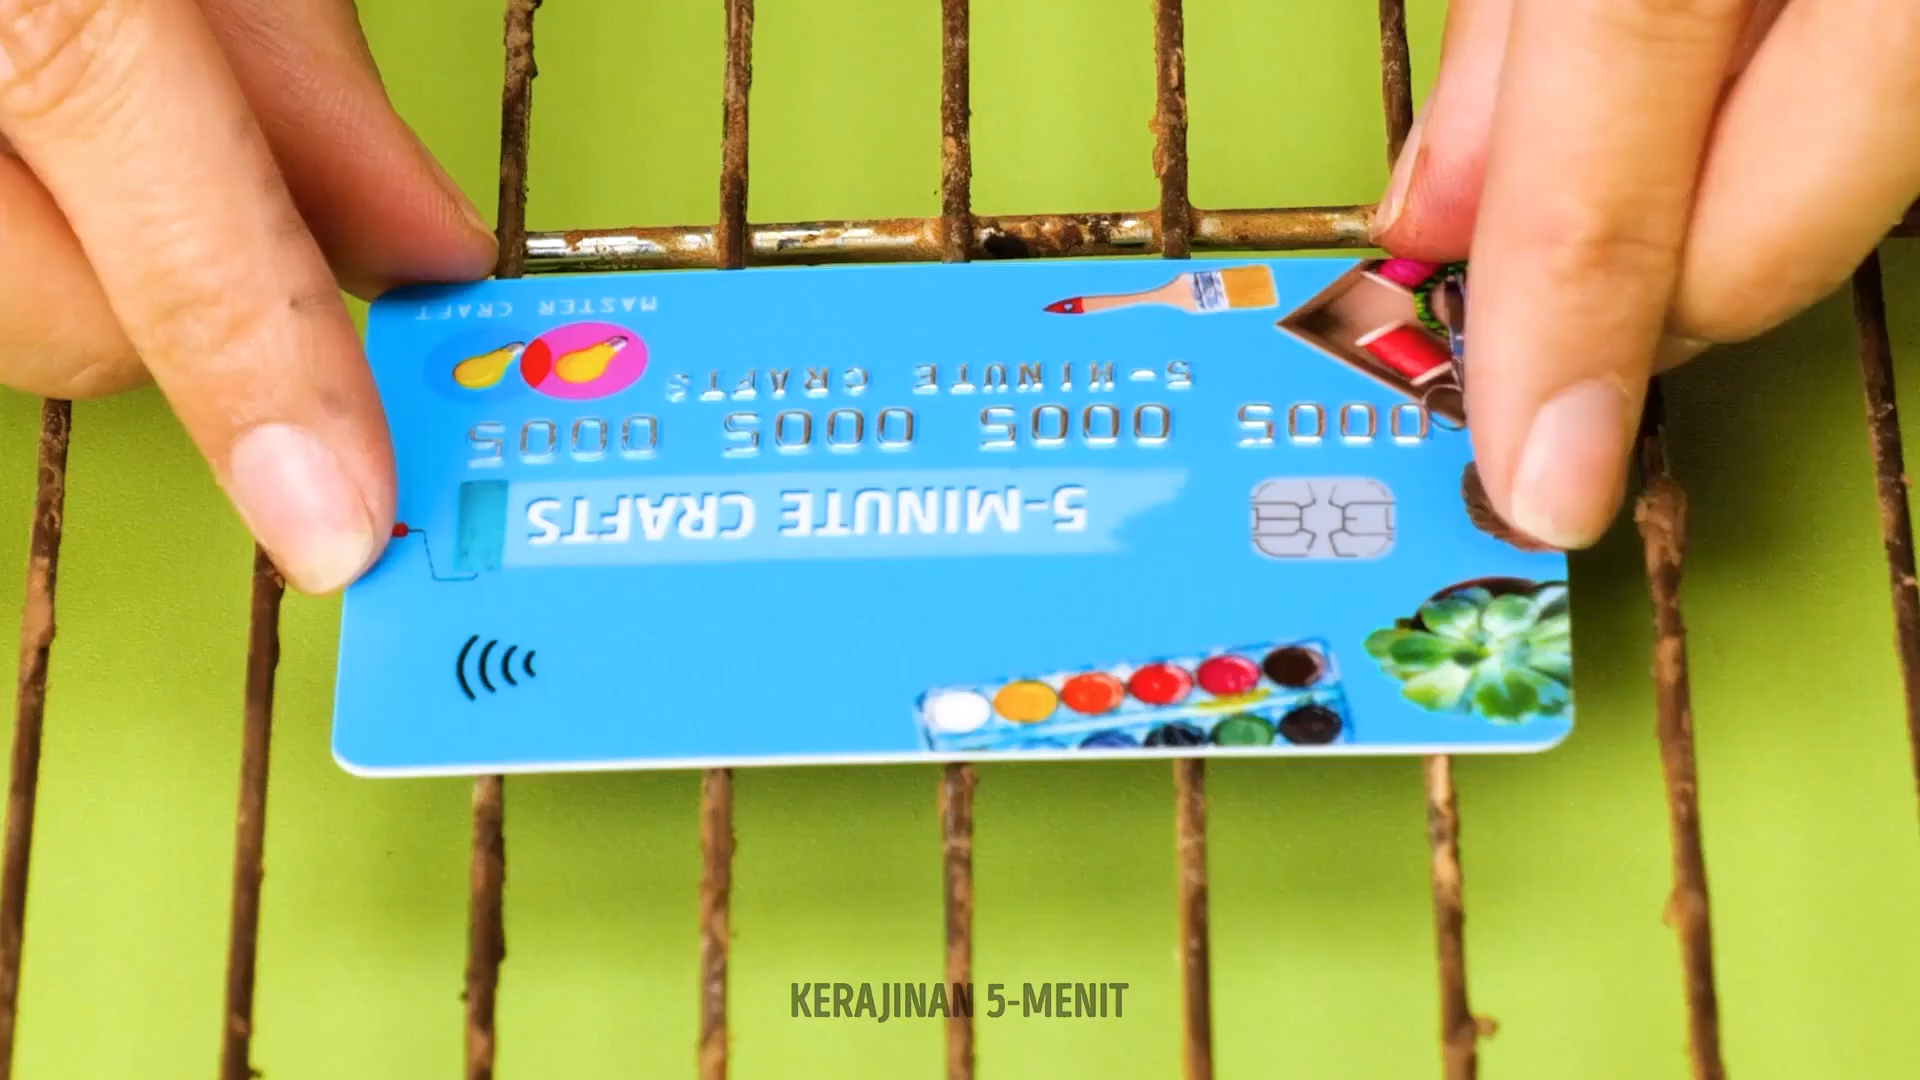 5-MINUTE CRAFTS
0005 0005 0005 0005
5-MINUTE CRAFTS
MASTER CRAFT
KERAJINAN 5-MENIT